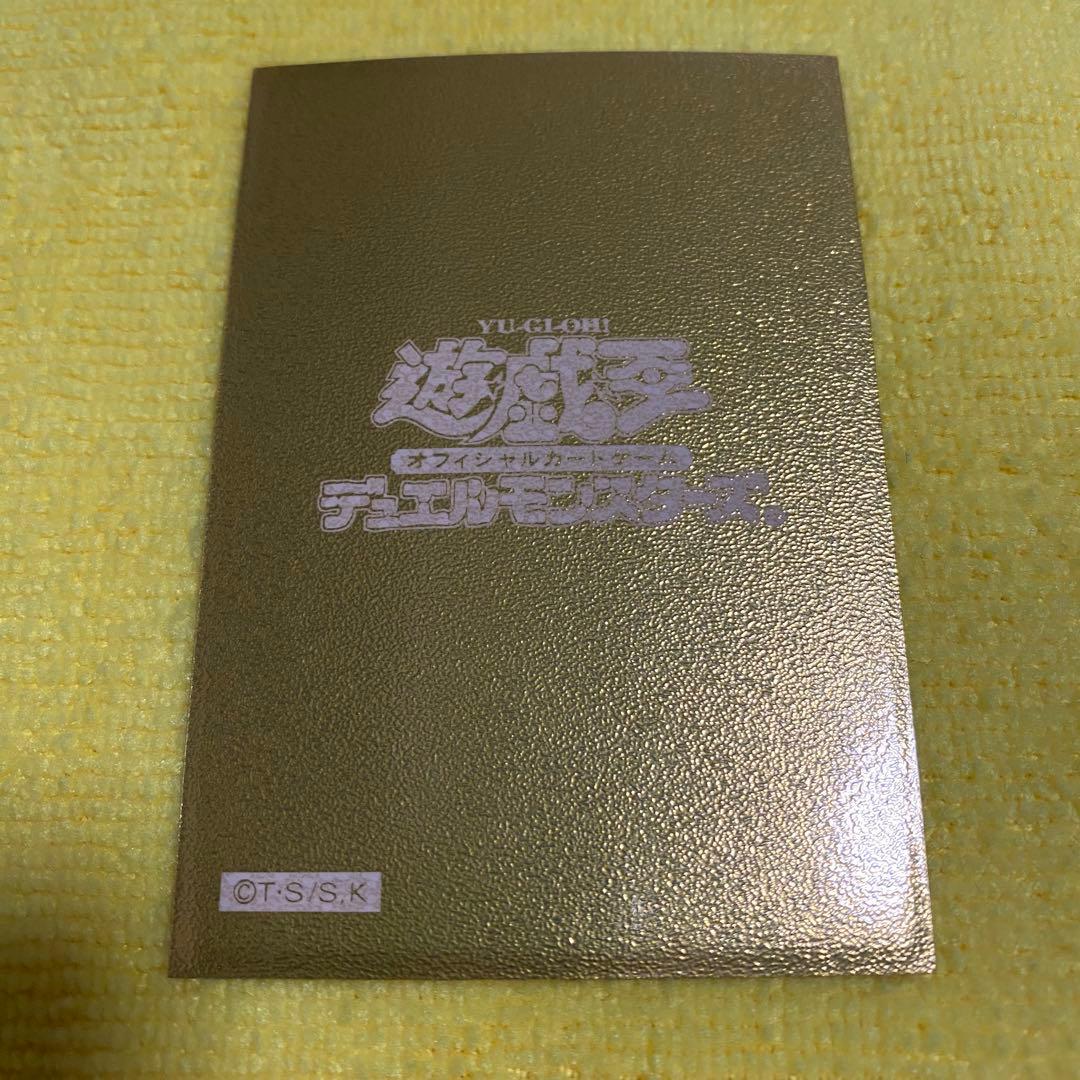 YU-GI-OH!
遊戯王
オフィシャルカードゲーム
デュエルモンスターズ
©T・S/S,K